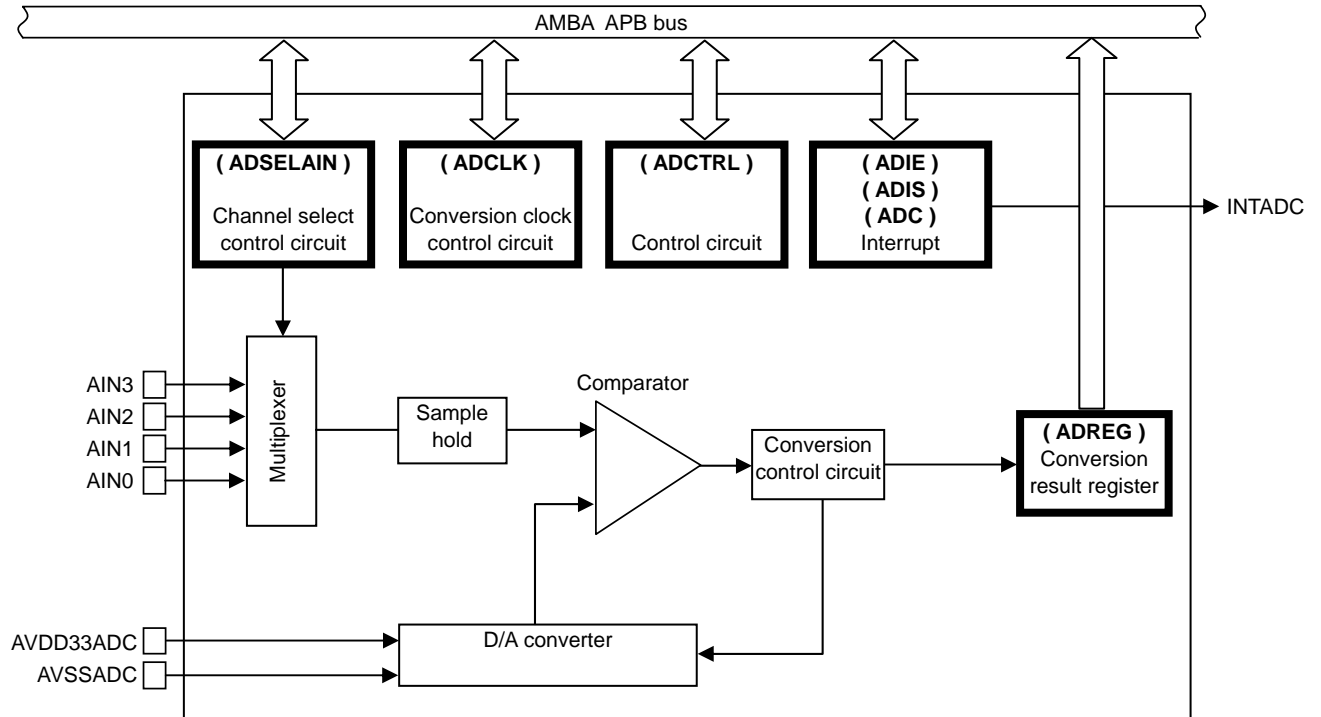 AMBA APB bus
( ADSELAIN )
Channel select
control circuit
( ADCLK )
Conversion clock
control circuit
( ADCTRL )
Control circuit
( ADIE )
( ADIS )
( ADC )
Interrupt
INTADC
AIN3
AIN2
AIN1
AIN0
Multiplexer
Sample
hold
Comparator
Conversion
control circuit
( ADREG )
Conversion
result register
AVDD33ADC
AVSSADC
D/A converter